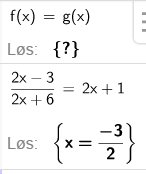 f(x) = g(x)
Løs: {?}
(2x − 3)/(2x + 6) = 2x + 1
Løs: {x = −3/2}